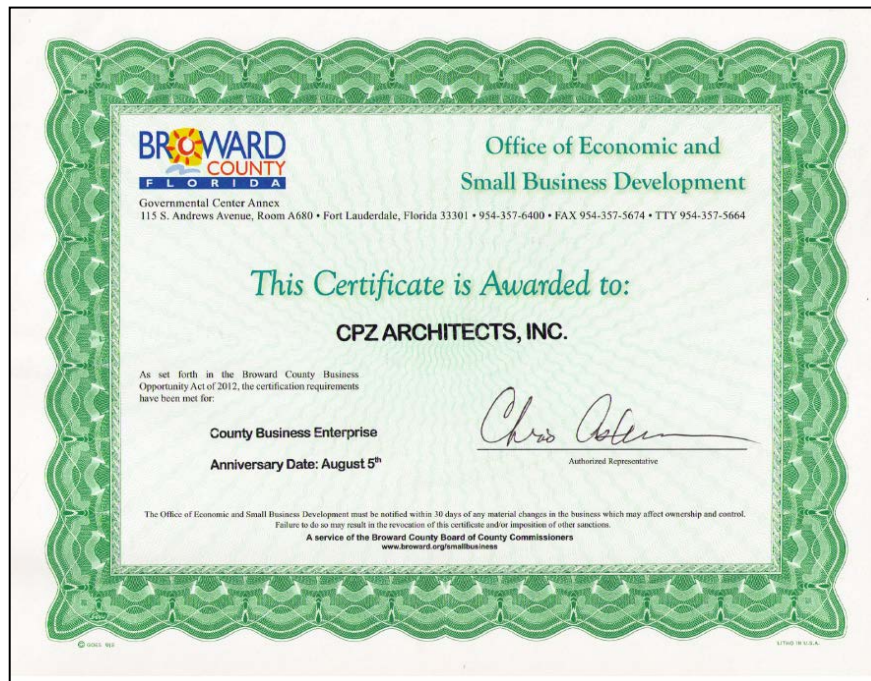 BROWARD
COUNTY
FLORIDA
Office of Economic and
Small Business Development
Governmental Center Annex
115 S. Andrews Avenue, Room A680 • Fort Lauderdale, Florida 33301 • 954-357-6400 • FAX 954-357-5674 • TTY 954-357-5664
This Certificate is Awarded to:
CPZ ARCHITECTS, INC.
As set forth in the Broward County Business
Opportunity Act of 2012, the certification requirements
have been met for:
County Business Enterprise
Anniversary Date: August 5th
Chris
Authorized Representative
The Office of Economic and Small Business Development must be notified within 30 days of any material changes in the business which may affect ownership and control.
Failure to do so may result in the revocation of this certificate and/or imposition of other sanctions.
A service of the Broward County Board of County Commissioners
www.broward.org/smallbusiness
LITHO IN U.S.A.